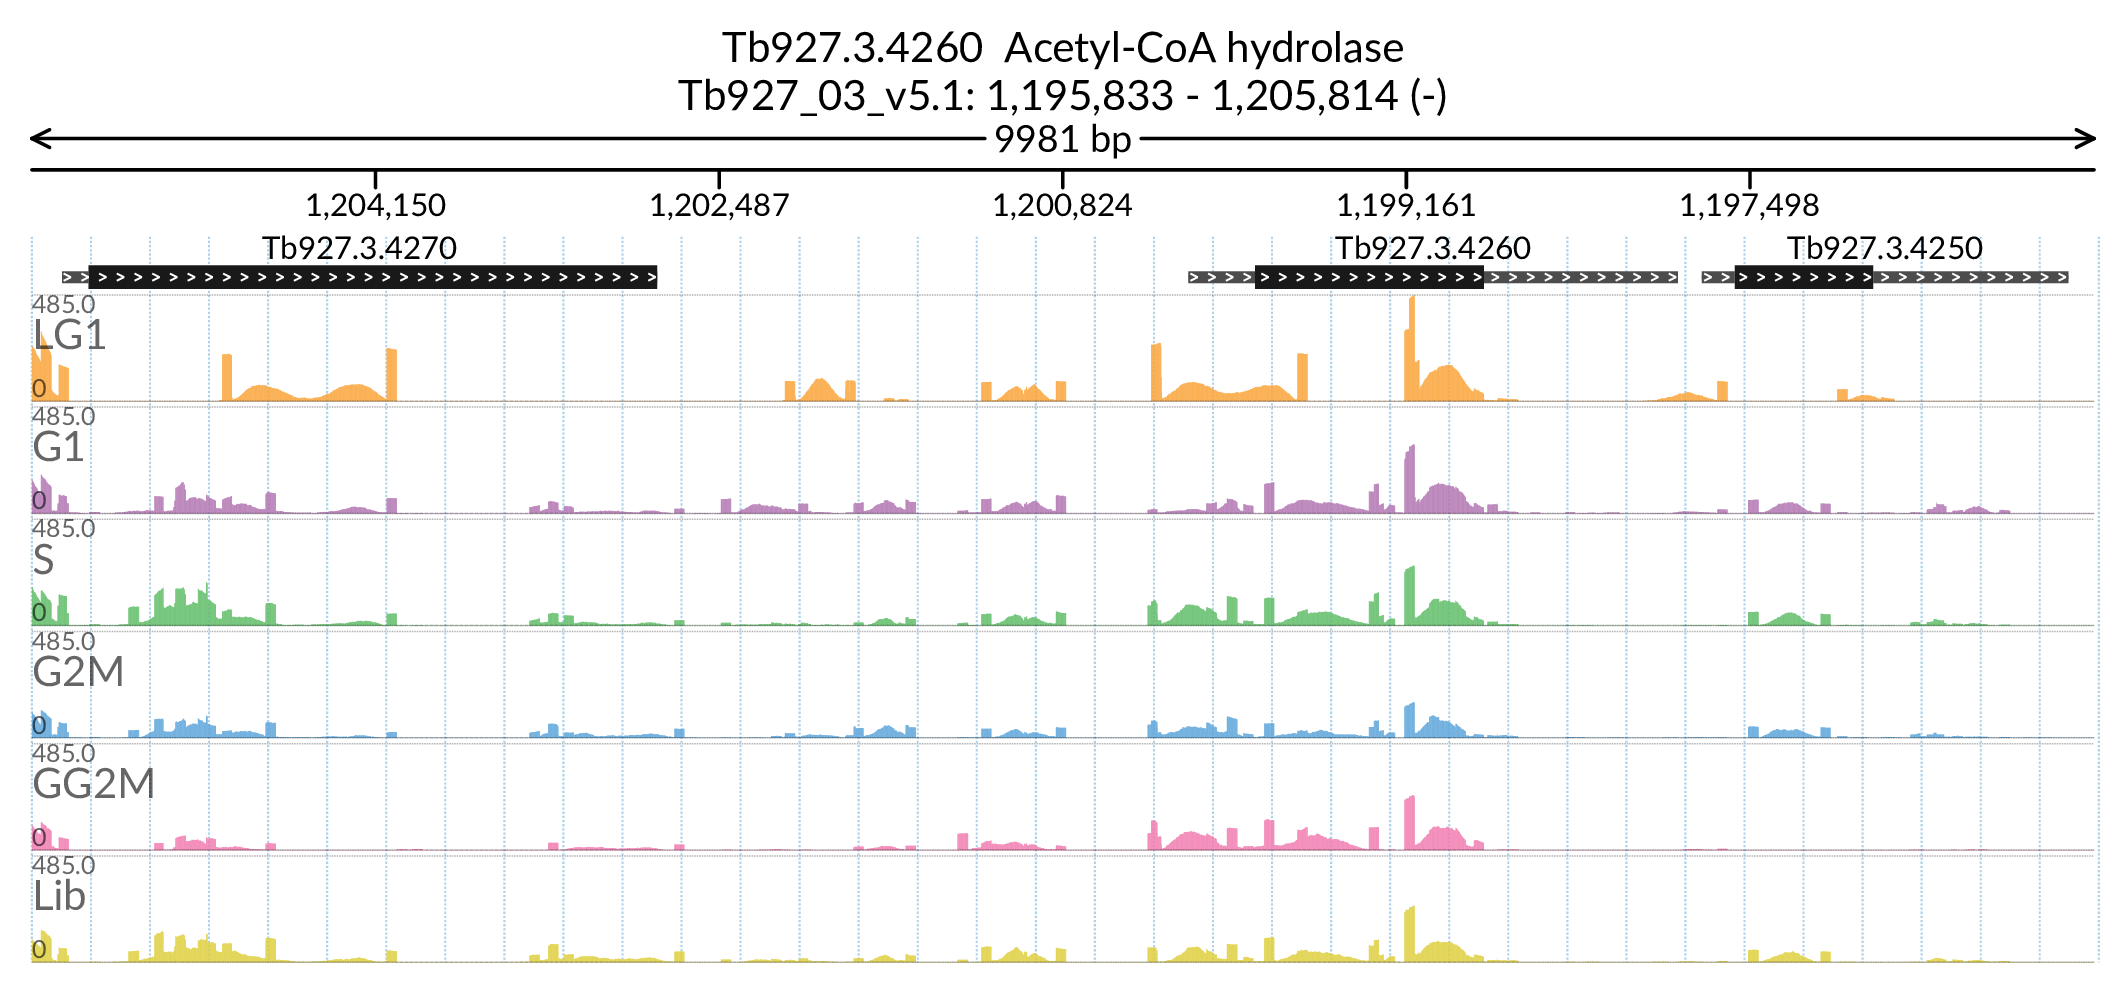 Tb927.3.4260  Acetyl-CoA hydrolase
Tb927_03_v5.1: 1,195,833 - 1,205,814 (-)
9981 bp
1,204,150 1,202,487 1,200,824 1,199,161 1,197,498
Tb927.3.4270 Tb927.3.4260 Tb927.3.4250
485.0
LG1
0
485.0
G1
0
485.0
S
0
485.0
G2M
0
485.0
GG2M
0
485.0
Lib
0